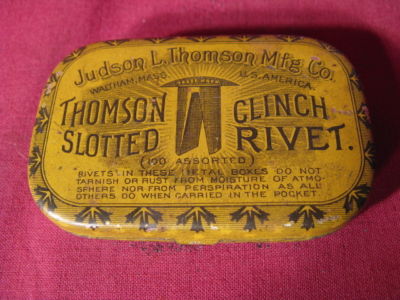 Judson L. Thomson Mfg Co.
WALTHAM, MASS. U.S. AMERICA.
THOMSON CLINCH
SLOTTED RIVET.
(100 ASSORTED)
RIVETS IN THESE METAL BOXES DO NOT
TARNISH OR RUST FROM MOISTURE OF ATMO-
SPHERE NOR FROM PERSPIRATION AS ALL
OTHERS DO WHEN CARRIED IN THE POCKET.